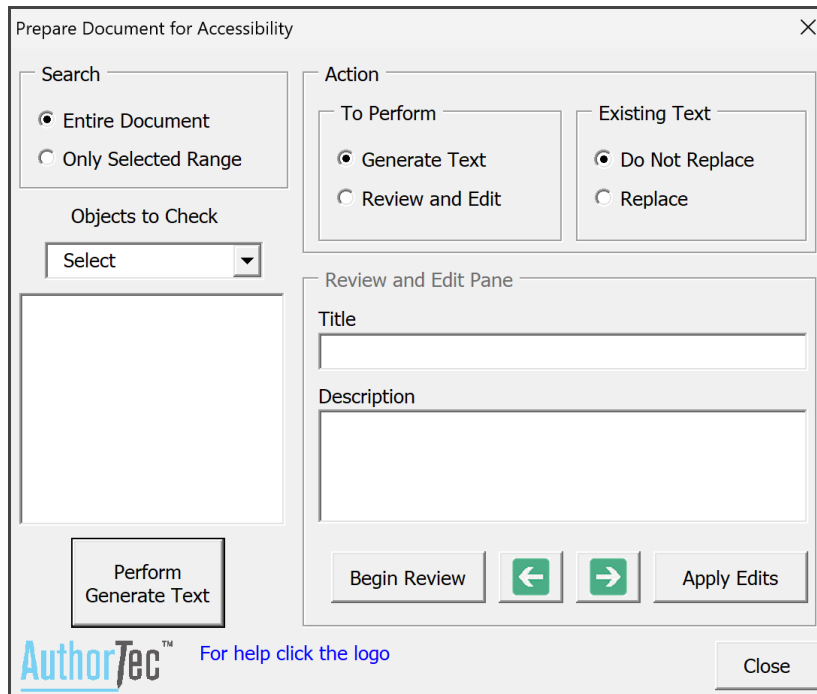 Prepare Document for Accessibility
Search
Entire Document
Only Selected Range
Objects to Check
Select
Perform
Generate Text
Action
To Perform
Generate Text
Review and Edit
Existing Text
Do Not Replace
Replace
Review and Edit Pane
Title
Description
Begin Review
Apply Edits
AuthorTec™
For help click the logo
Close